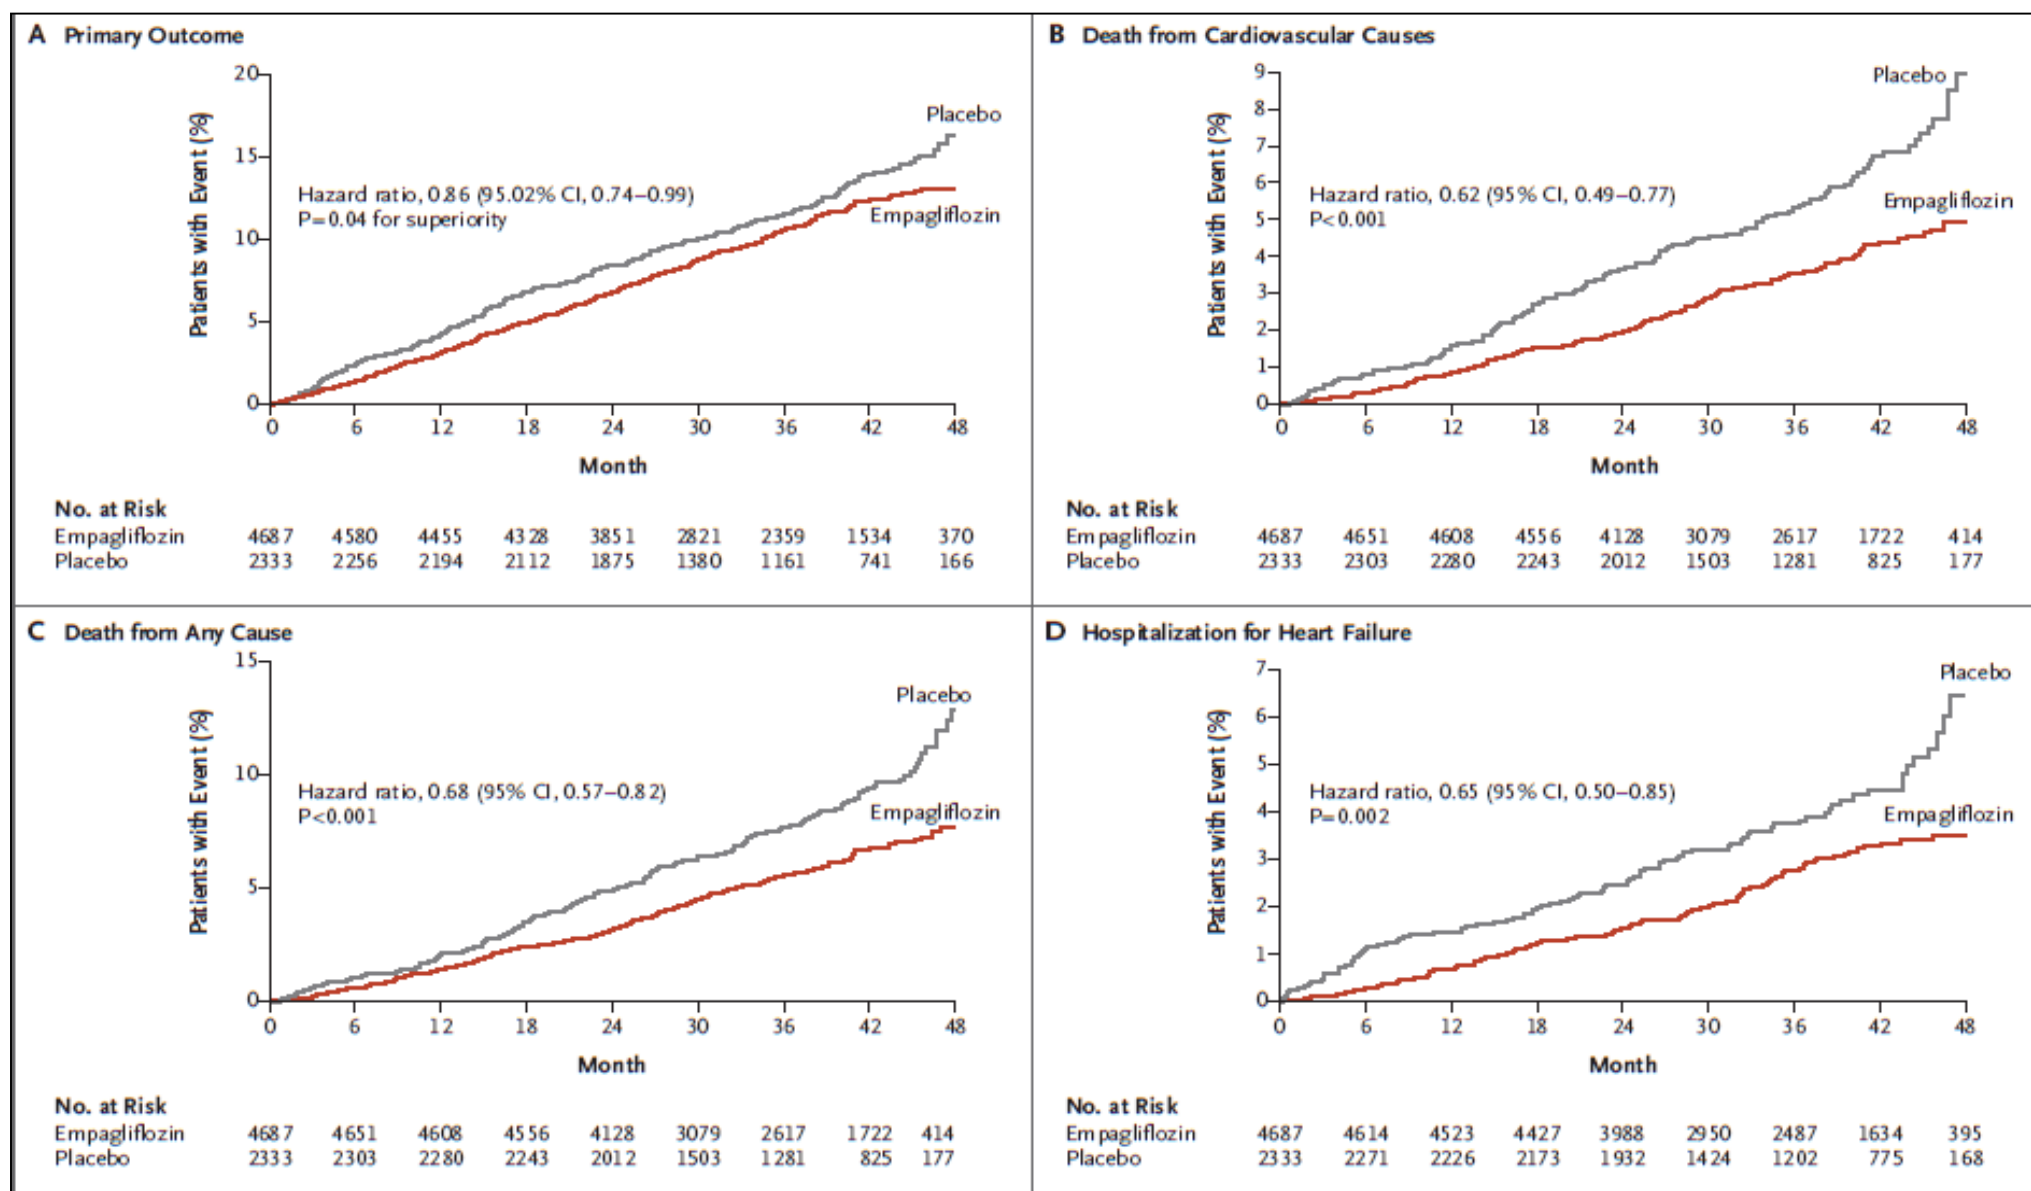 A Primary Outcome
20
15
10
5
0
Patients with Event (%)
Placebo
Hazard ratio, 0.86 (95.02% CI, 0.74–0.99)
P=0.04 for superiority
Empagliflozin
0 6 12 18 24 30 36 42 48
Month
No. at Risk
Empagliflozin 4687 4580 4455 4328 3851 2821 2359 1534 370
Placebo 2333 2256 2194 2112 1875 1380 1161 741 166
B Death from Cardiovascular Causes
9
8
7
6
5
4
3
2
1
0
Patients with Event (%)
Placebo
Hazard ratio, 0.62 (95% CI, 0.49–0.77)
P<0.001
Empagliflozin
0 6 12 18 24 30 36 42 48
Month
No. at Risk
Empagliflozin 4687 4651 4608 4556 4128 3079 2617 1722 414
Placebo 2333 2303 2280 2243 2012 1503 1281 825 177
C Death from Any Cause
15
10
5
0
Patients with Event (%)
Placebo
Hazard ratio, 0.68 (95% CI, 0.57–0.82)
P<0.001
Empagliflozin
0 6 12 18 24 30 36 42 48
Month
No. at Risk
Empagliflozin 4687 4651 4608 4556 4128 3079 2617 1722 414
Placebo 2333 2303 2280 2243 2012 1503 1281 825 177
D Hospitalization for Heart Failure
7
6
5
4
3
2
1
0
Patients with Event (%)
Placebo
Hazard ratio, 0.65 (95% CI, 0.50–0.85)
P=0.002
Empagliflozin
0 6 12 18 24 30 36 42 48
Month
No. at Risk
Empagliflozin 4687 4614 4523 4427 3988 2950 2487 1634 395
Placebo 2333 2271 2226 2173 1932 1424 1202 775 168